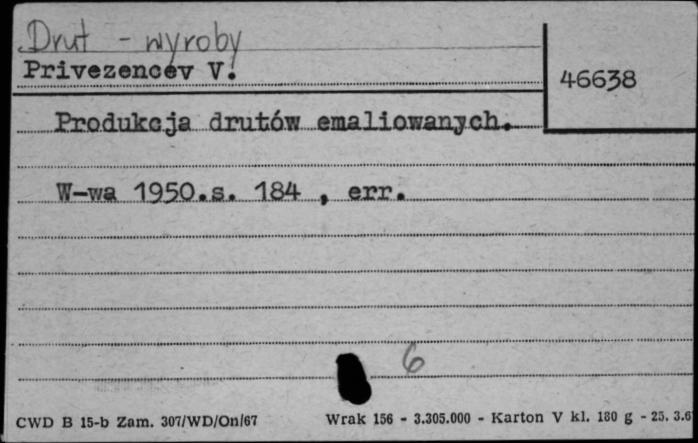 Drut - wyroby
Privezencev V.
46638
Produkcja drutów emaliowanych.
W-wa 1950.s. 184 , err.
6
CWD B 15-b Zam. 307/WD/On/67
Wrak 156 - 3.305.000 - Karton V kl. 180 g - 25. 3.6